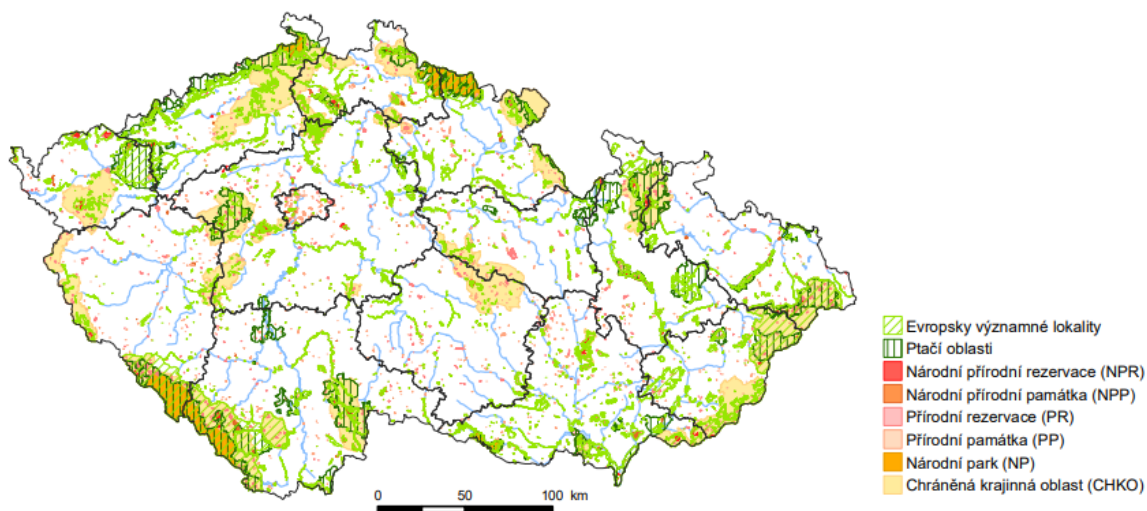 Evropsky významné lokality
Ptačí oblasti
Národní přírodní rezervace (NPR)
Národní přírodní památka (NPP)
Přírodní rezervace (PR)
Přírodní památka (PP)
Národní park (NP)
Chráněná krajinná oblast (CHKO)
0 50 100 km